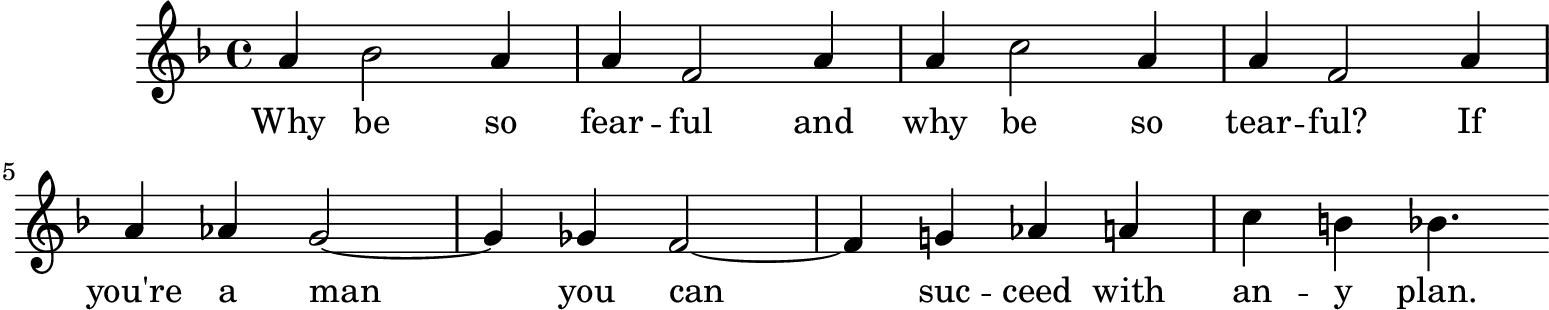 Why be so fear -- ful and why be so tear -- ful? If
5
you're a man you can suc -- ceed with an -- y plan.